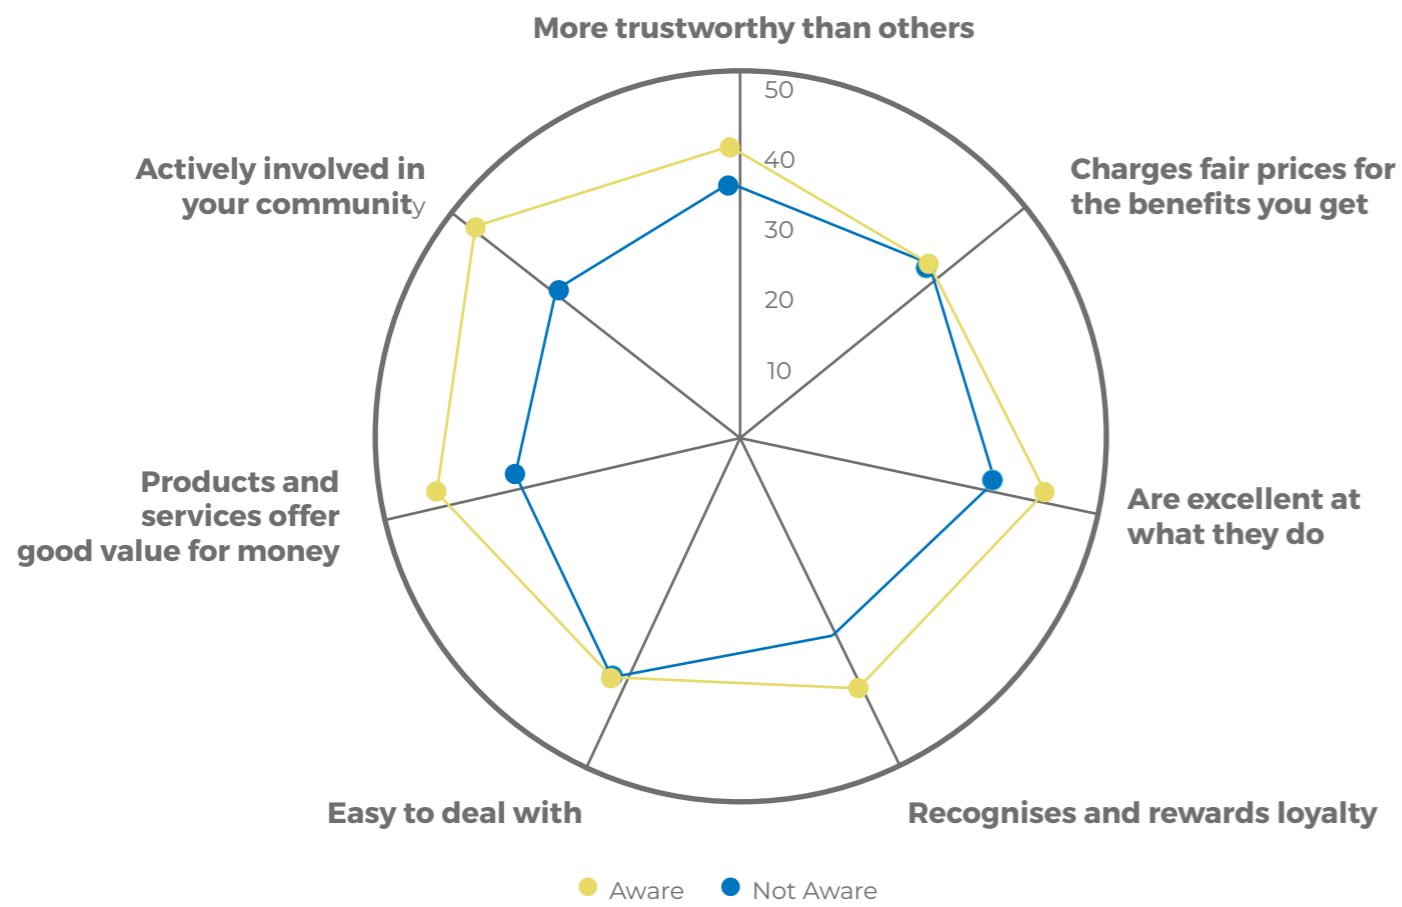 More trustworthy than others
50
40
30
20
10
Actively involved in
your community
Charges fair prices for
the benefits you get
Products and
services offer
good value for money
Are excellent at
what they do
Easy to deal with
Recognises and rewards loyalty
Aware
Not Aware